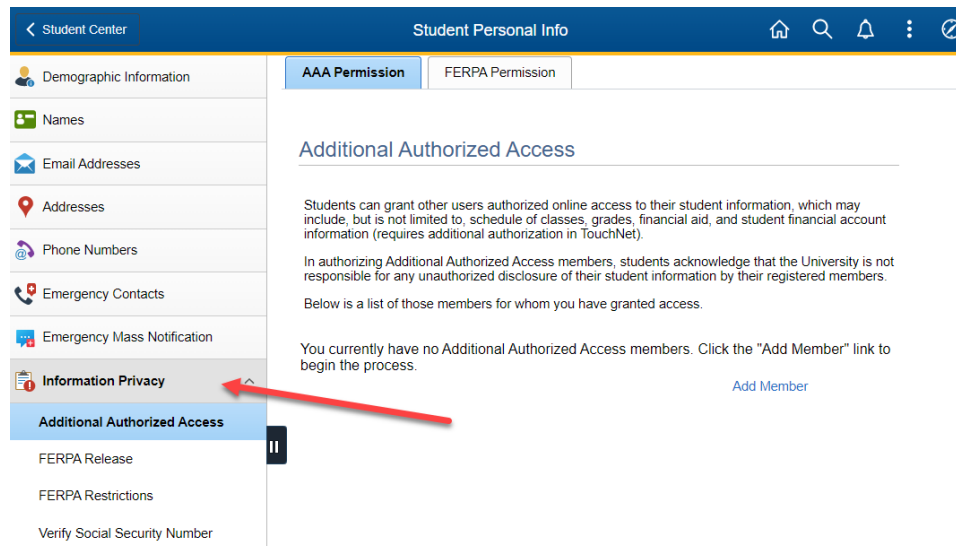 Student Center
Student Personal Info
Demographic Information
Names
Email Addresses
Addresses
Phone Numbers
Emergency Contacts
Emergency Mass Notification
Information Privacy
Additional Authorized Access
FERPA Release
FERPA Restrictions
Verify Social Security Number
AAA Permission
FERPA Permission
Additional Authorized Access
Students can grant other users authorized online access to their student information, which may
include, but is not limited to, schedule of classes, grades, financial aid, and student financial account
information (requires additional authorization in TouchNet).
In authorizing Additional Authorized Access members, students acknowledge that the University is not
responsible for any unauthorized disclosure of their student information by their registered members.
Below is a list of those members for whom you have granted access.
You currently have no Additional Authorized Access members. Click the "Add Member" link to
begin the process.
Add Member